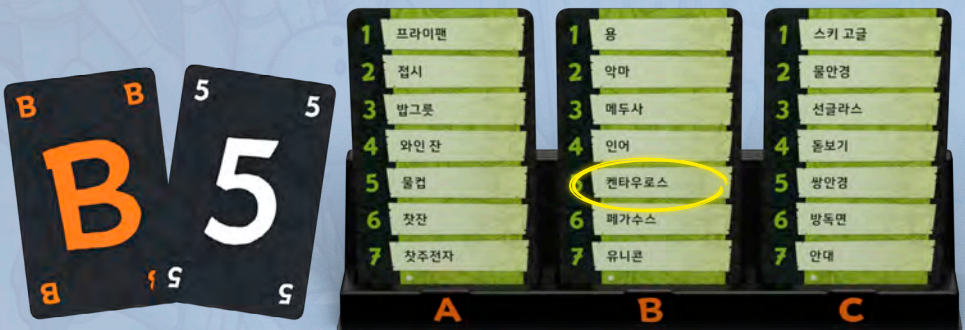 B B
B
B B
5 5
5
5 5
1 프라이팬
2 접시
3 밥그릇
4 와인 잔
5 물컵
6 찻잔
7 찻주전자
A
1 용
2 악마
3 메두사
4 인어
5 켄타우로스
6 페가수스
7 유니콘
B
1 스키 고글
2 물안경
3 선글라스
4 돋보기
5 쌍안경
6 방독면
7 안대
C